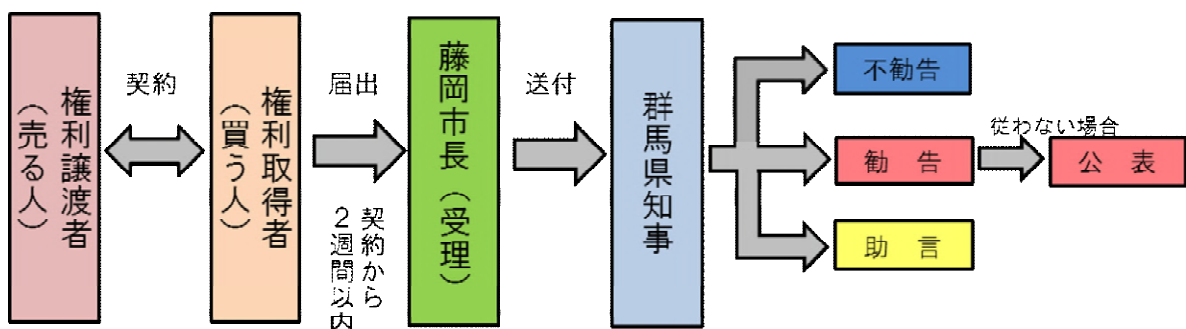 権利譲渡者
（売る人）
契約
権利取得者
（買う人）
届出
契約から
２週間以内
藤岡市長（受理）
送付
群馬県知事
不勧告
勧　告
従わない場合
公　表
助　言